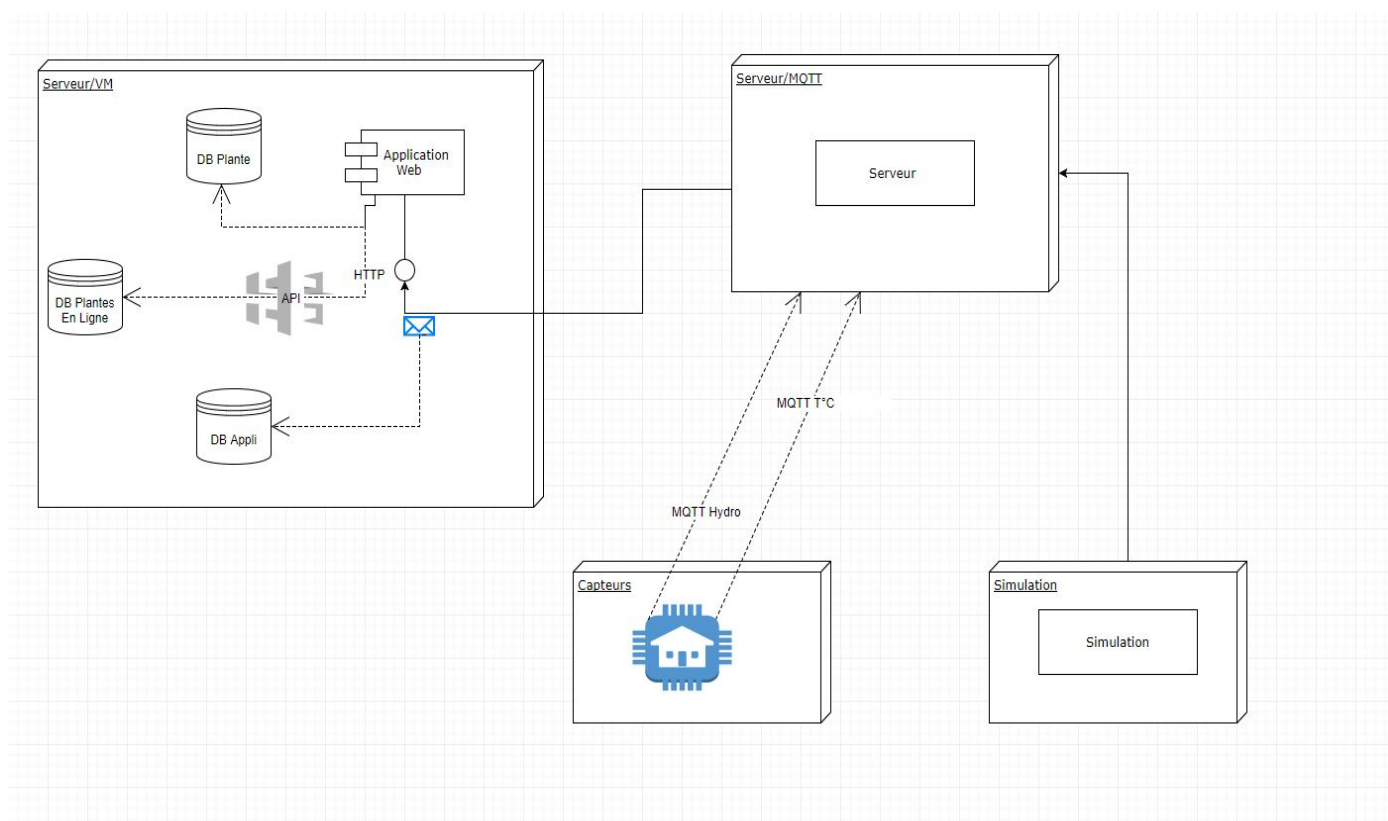 Serveur/VM
DB Plante
Application
Web
HTTP
API
DB Plantes
En Ligne
DB Appli
Serveur/MQTT
Serveur
MQTT T°C
MQTT Hydro
Capteurs
Simulation
Simulation